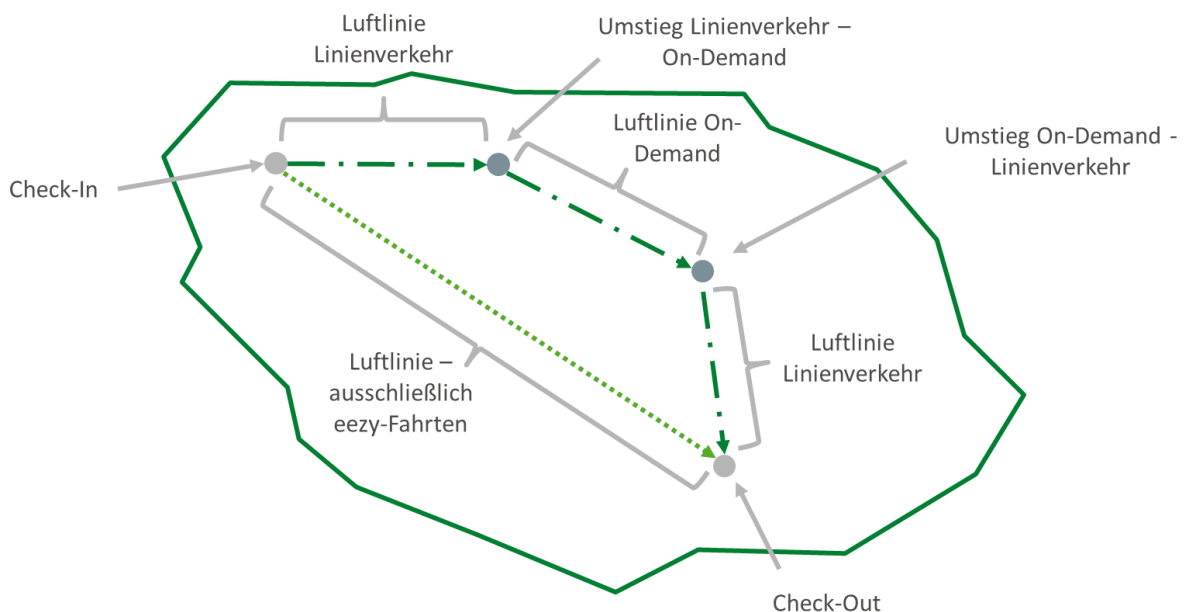 Luftlinie
Linienverkehr
Umstieg Linienverkehr –
On-Demand
Luftlinie On-
Demand
Umstieg On-Demand -
Linienverkehr
Check-In
Luftlinie
Linienverkehr
Luftlinie –
ausschließlich
eezy-Fahrten
Check-Out